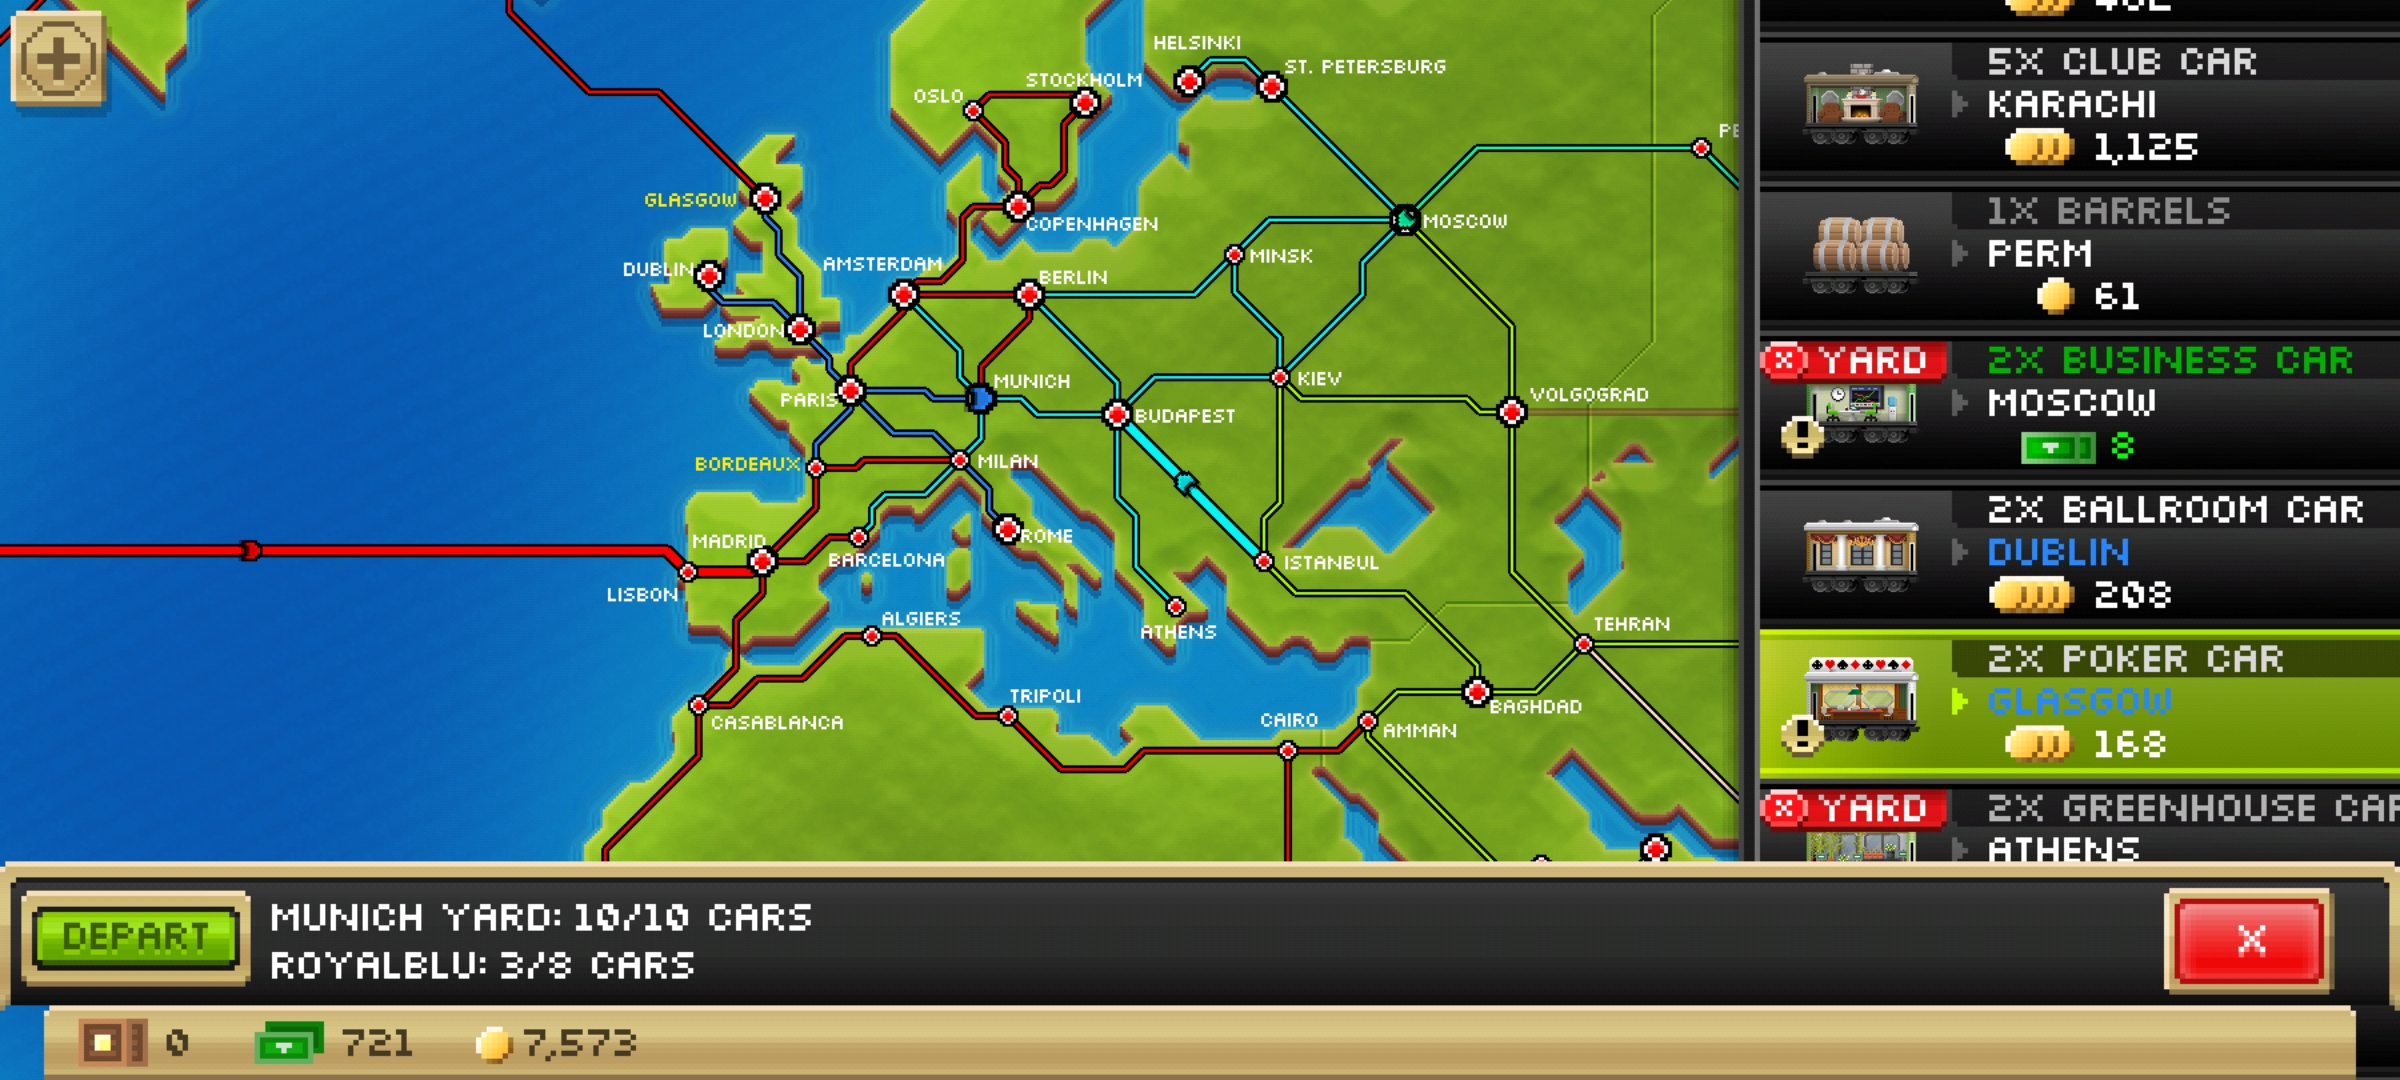 HELSINKI
ST. PETERSBURG
STOCKHOLM
OSLO
GLASGOW
COPENHAGEN
MOSCOW
MINSK
DUBLIN
AMSTERDAM
BERLIN
LONDON
MUNICH
KIEV
PARIS
VOLGOGRAD
BUDAPEST
BORDEAUX
MILAN
MADRID
ROME
BARCELONA
ISTANBUL
LISBON
ALGIERS
ATHENS
TEHRAN
TRIPOLI
CASABLANCA
CAIRO
BAGHDAD
AMMAN
5X CLUB CAR
KARACHI
1,125
1X BARRELS
PERM
61
X YARD
2X BUSINESS CAR
MOSCOW
8
2X BALLROOM CAR
DUBLIN
208
2X POKER CAR
GLASGOW
168
X YARD
2X GREENHOUSE CAR
ATHENS
DEPART
MUNICH YARD: 10/10 CARS
ROYALBLU: 3/8 CARS
X
0
721
7,573